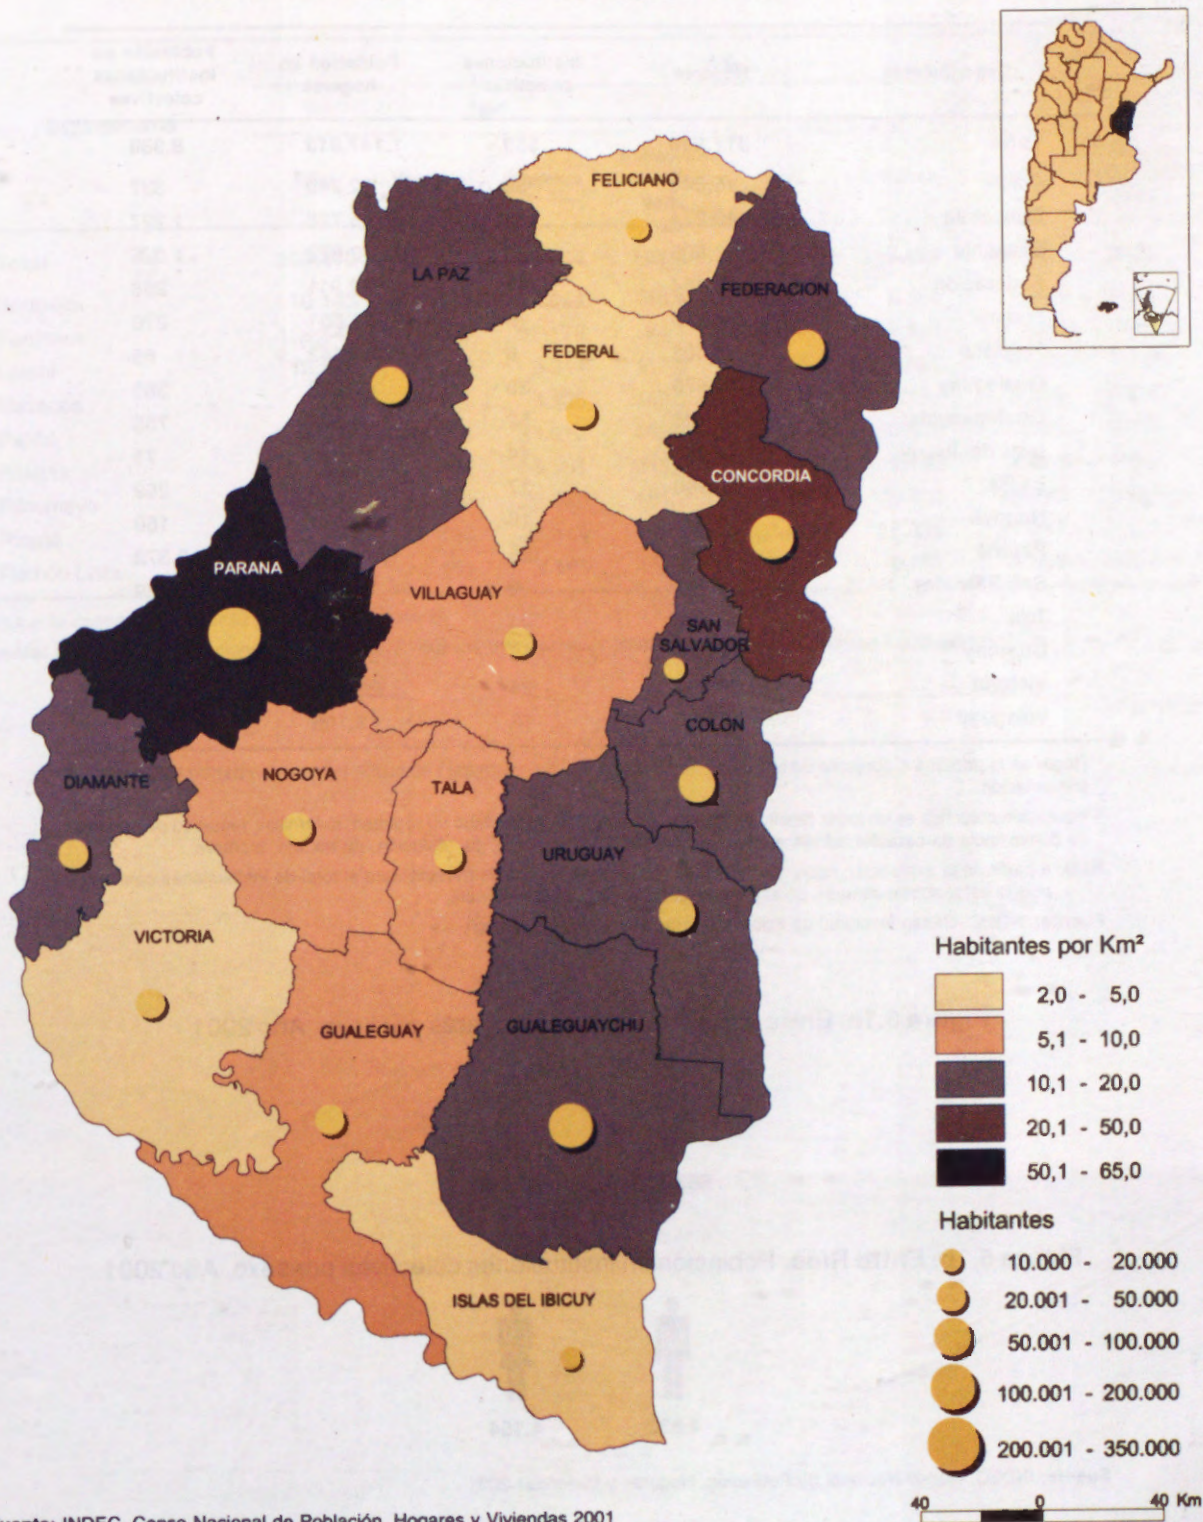 FELICIANO
LA PAZ
FEDERACION
FEDERAL
CONCORDIA
PARANA
VILLAGUAY
SAN
SALVADOR
COLON
DIAMANTE
NOGOYA
TALA
URUGUAY
VICTORIA
GUALEGUAY
GUALEGUAYCHU
ISLAS DEL IBICUY
Habitantes por Km²
2,0 - 5,0
5,1 - 10,0
10,1 - 20,0
20,1 - 50,0
50,1 - 65,0
Habitantes
10.000 - 20.000
20.001 - 50.000
50.001 - 100.000
100.001 - 200.000
200.001 - 350.000
40 0 40 Km
INDEC. Censo Nacional de Población, Hogares y Viviendas 2001